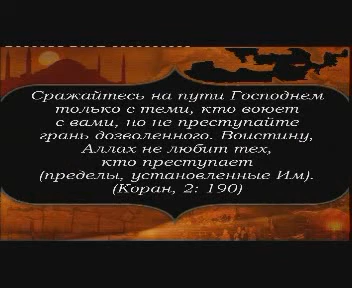 Сражайтесь на пути Господнем
только с теми, кто воюет
с вами, но не преступайте
грань дозволенного. Воистину,
Аллах не любит тех,
кто преступает
(пределы, установленные Им).
(Коран, 2: 190)